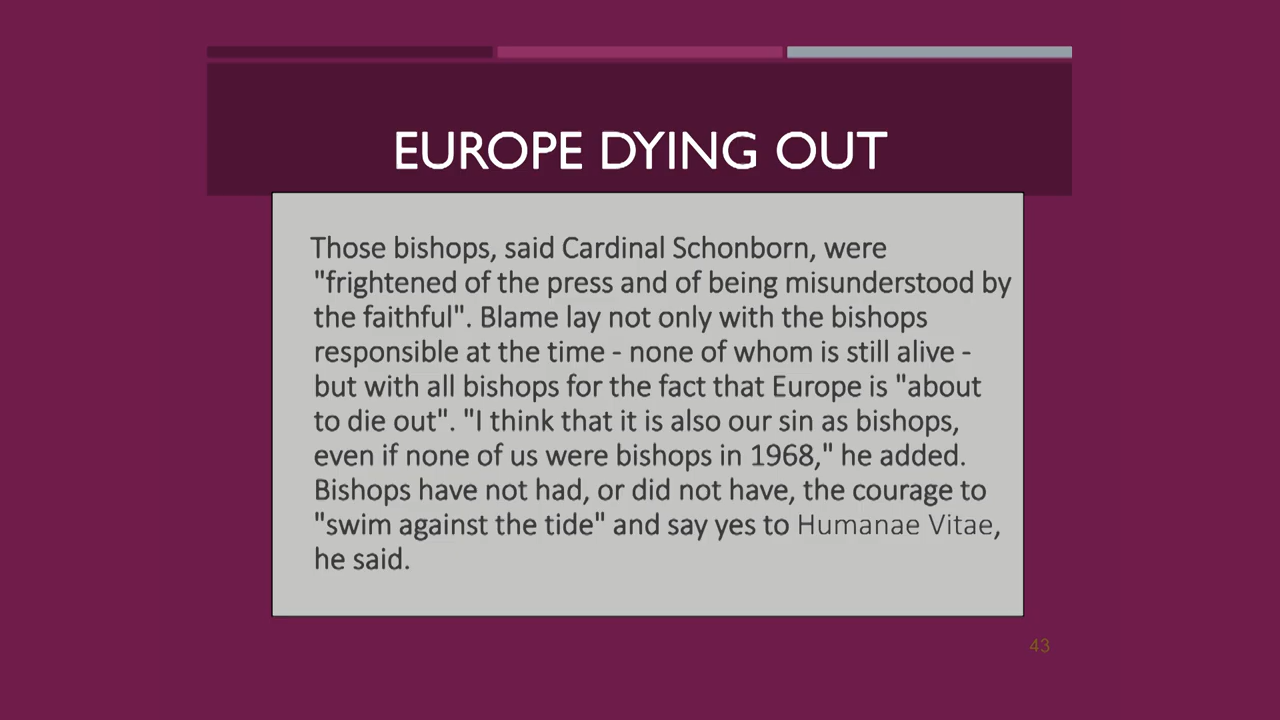 EUROPE DYING OUT
Those bishops, said Cardinal Schonborn, were
"frightened of the press and of being misunderstood by
the faithful". Blame lay not only with the bishops
responsible at the time - none of whom is still alive -
but with all bishops for the fact that Europe is "about
to die out". "I think that it is also our sin as bishops,
even if none of us were bishops in 1968," he added.
Bishops have not had, or did not have, the courage to
"swim against the tide" and say yes to Humanae Vitae,
he said.
43